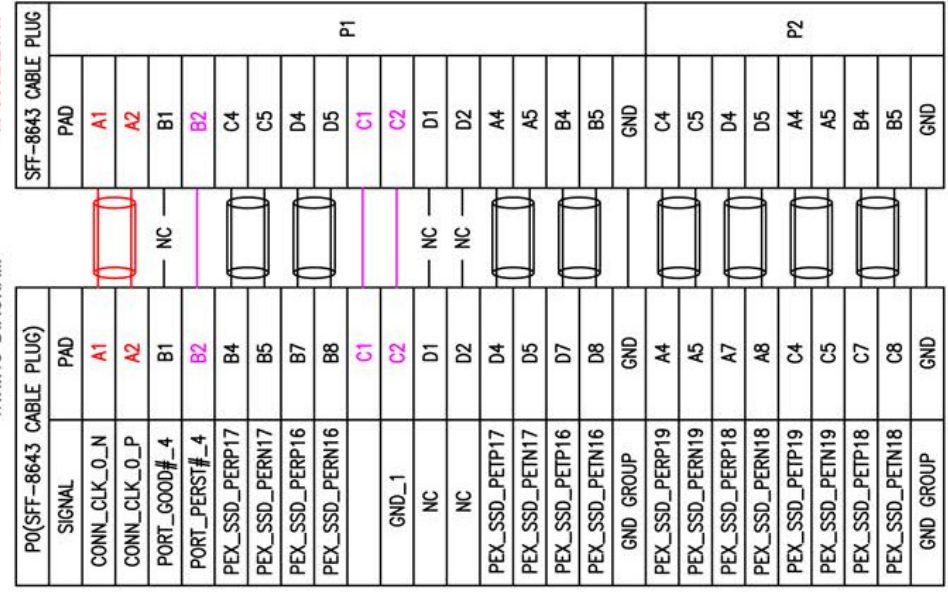 P0(SFF-8643 CABLE PLUG) SFF-8643 CABLE PLUG
SIGNAL PAD PAD
CONN_CLK_0_N A1 A1
CONN_CLK_0_P A2 A2
PORT_GOOD#_4 B1 NC B1
PORT_PERST#_4 B2 B2
PEX_SSD_PERP17 B4 C4
PEX_SSD_PERN17 B5 C5
PEX_SSD_PERP16 B7 D4
PEX_SSD_PERN16 B8 D5
C1 C1
P1
GND_1 C2 C2
NC D1 NC D1
NC D2 NC D2
PEX_SSD_PETP17 D4 A4
PEX_SSD_PETN17 D5 A5
PEX_SSD_PETP16 D7 B4
PEX_SSD_PETN16 D8 B5
GND GROUP GND GND
PEX_SSD_PERP19 A4 C4
PEX_SSD_PERN19 A5 C5
PEX_SSD_PERP18 A7 D4
PEX_SSD_PERN18 A8 D5
P2
PEX_SSD_PETP19 C4 A4
PEX_SSD_PETN19 C5 A5
PEX_SSD_PETP18 C7 B4
PEX_SSD_PETN18 C8 B5
GND GROUP GND GND